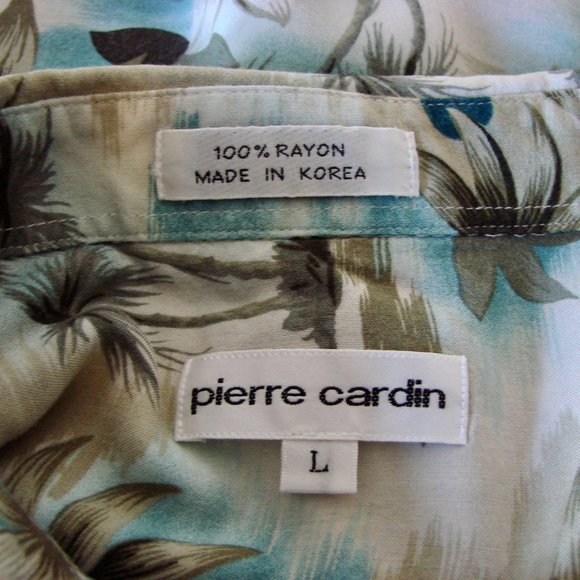 100% RAYON
MADE IN KOREA
pierre cardin
L